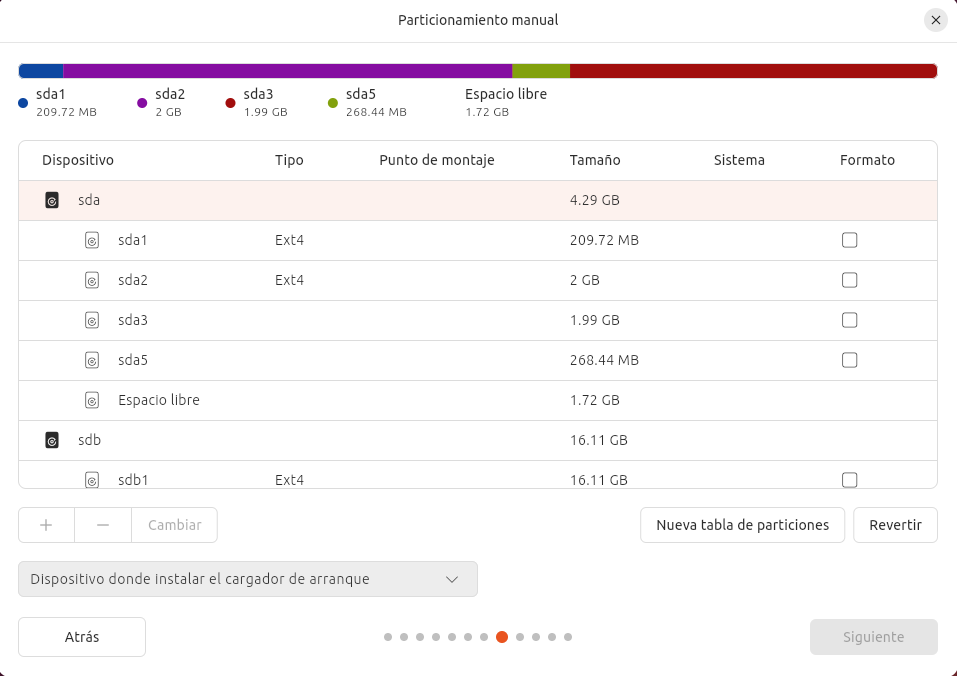 Particionamiento manual
sda1 sda2 sda3 sda5 Espacio libre
209.72 MB 2 GB 1.99 GB 268.44 MB 1.72 GB
Dispositivo Tipo Punto de montaje Tamaño Sistema Formato
sda 4.29 GB
sda1 Ext4 209.72 MB
sda2 Ext4 2 GB
sda3 1.99 GB
sda5 268.44 MB
Espacio libre 1.72 GB
sdb 16.11 GB
sdb1 Ext4 16.11 GB
Cambiar Nueva tabla de particiones Revertir
Dispositivo donde instalar el cargador de arranque
Atrás Siguiente